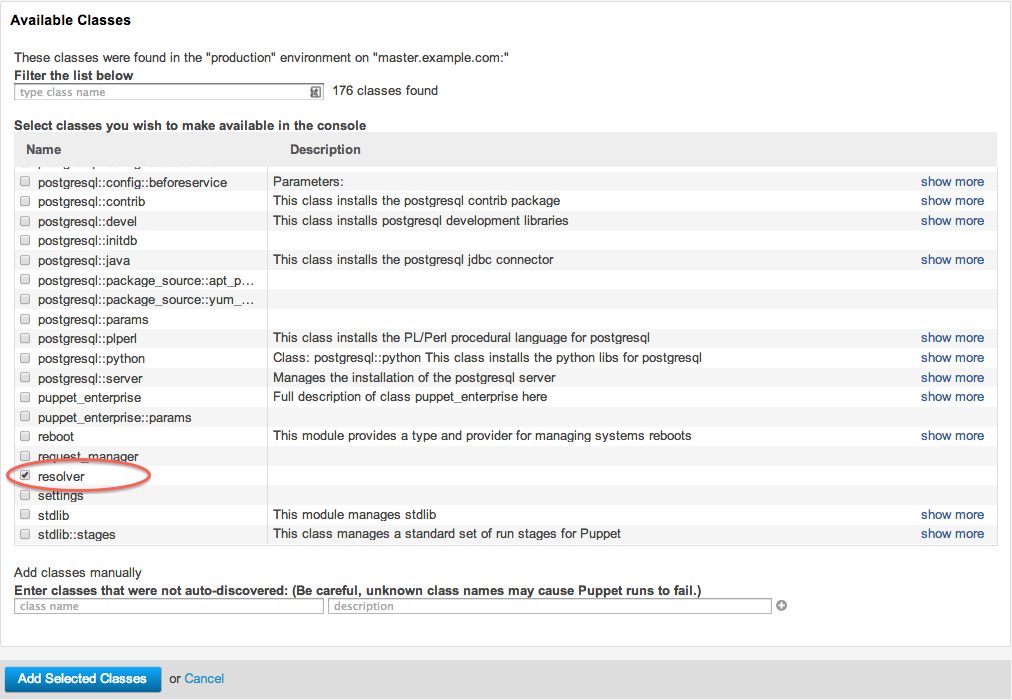 Available Classes
These classes were found in the "production" environment on "master.example.com:"
Filter the list below
type class name 176 classes found
Select classes you wish to make available in the console
Name Description
postgresql::config::beforeservice Parameters: show more
postgresql::contrib This class installs the postgresql contrib package show more
postgresql::devel This class installs postgresql development libraries show more
postgresql::initdb
postgresql::java This class installs the postgresql jdbc connector show more
postgresql::package_source::apt_p...
postgresql::package_source::yum_...
postgresql::params
postgresql::plperl This class installs the PL/Perl procedural language for postgresql show more
postgresql::python Class: postgresql::python This class installs the python libs for postgresql show more
postgresql::server Manages the installation of the postgresql server show more
puppet_enterprise Full description of class puppet_enterprise here show more
puppet_enterprise::params
reboot This module provides a type and provider for managing systems reboots show more
request_manager
resolver
settings
stdlib This module manages stdlib show more
stdlib::stages This class manages a standard set of run stages for Puppet show more
Add classes manually
Enter classes that were not auto-discovered: (Be careful, unknown class names may cause Puppet runs to fail.)
class name description
Add Selected Classes or Cancel